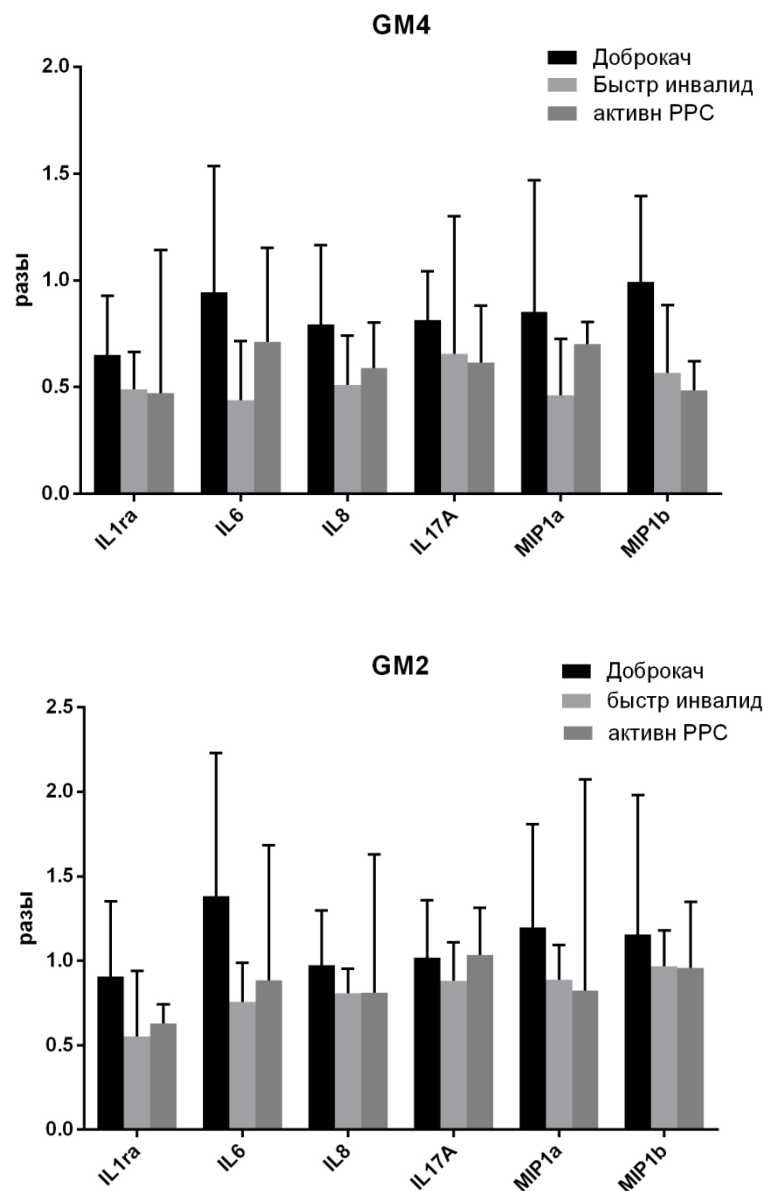 GM4
Доброкач
Быстр инвалид
активн РРС
разы
2.0
1.5
1.0
0.5
0.0
IL1ra
IL6
IL8
IL17A
MIP1a
MIP1b
GM2
Доброкач
быстр инвалид
активн РРС
разы
2.5
2.0
1.5
1.0
0.5
0.0
IL1ra
IL6
IL8
IL17A
MIP1a
MIP1b